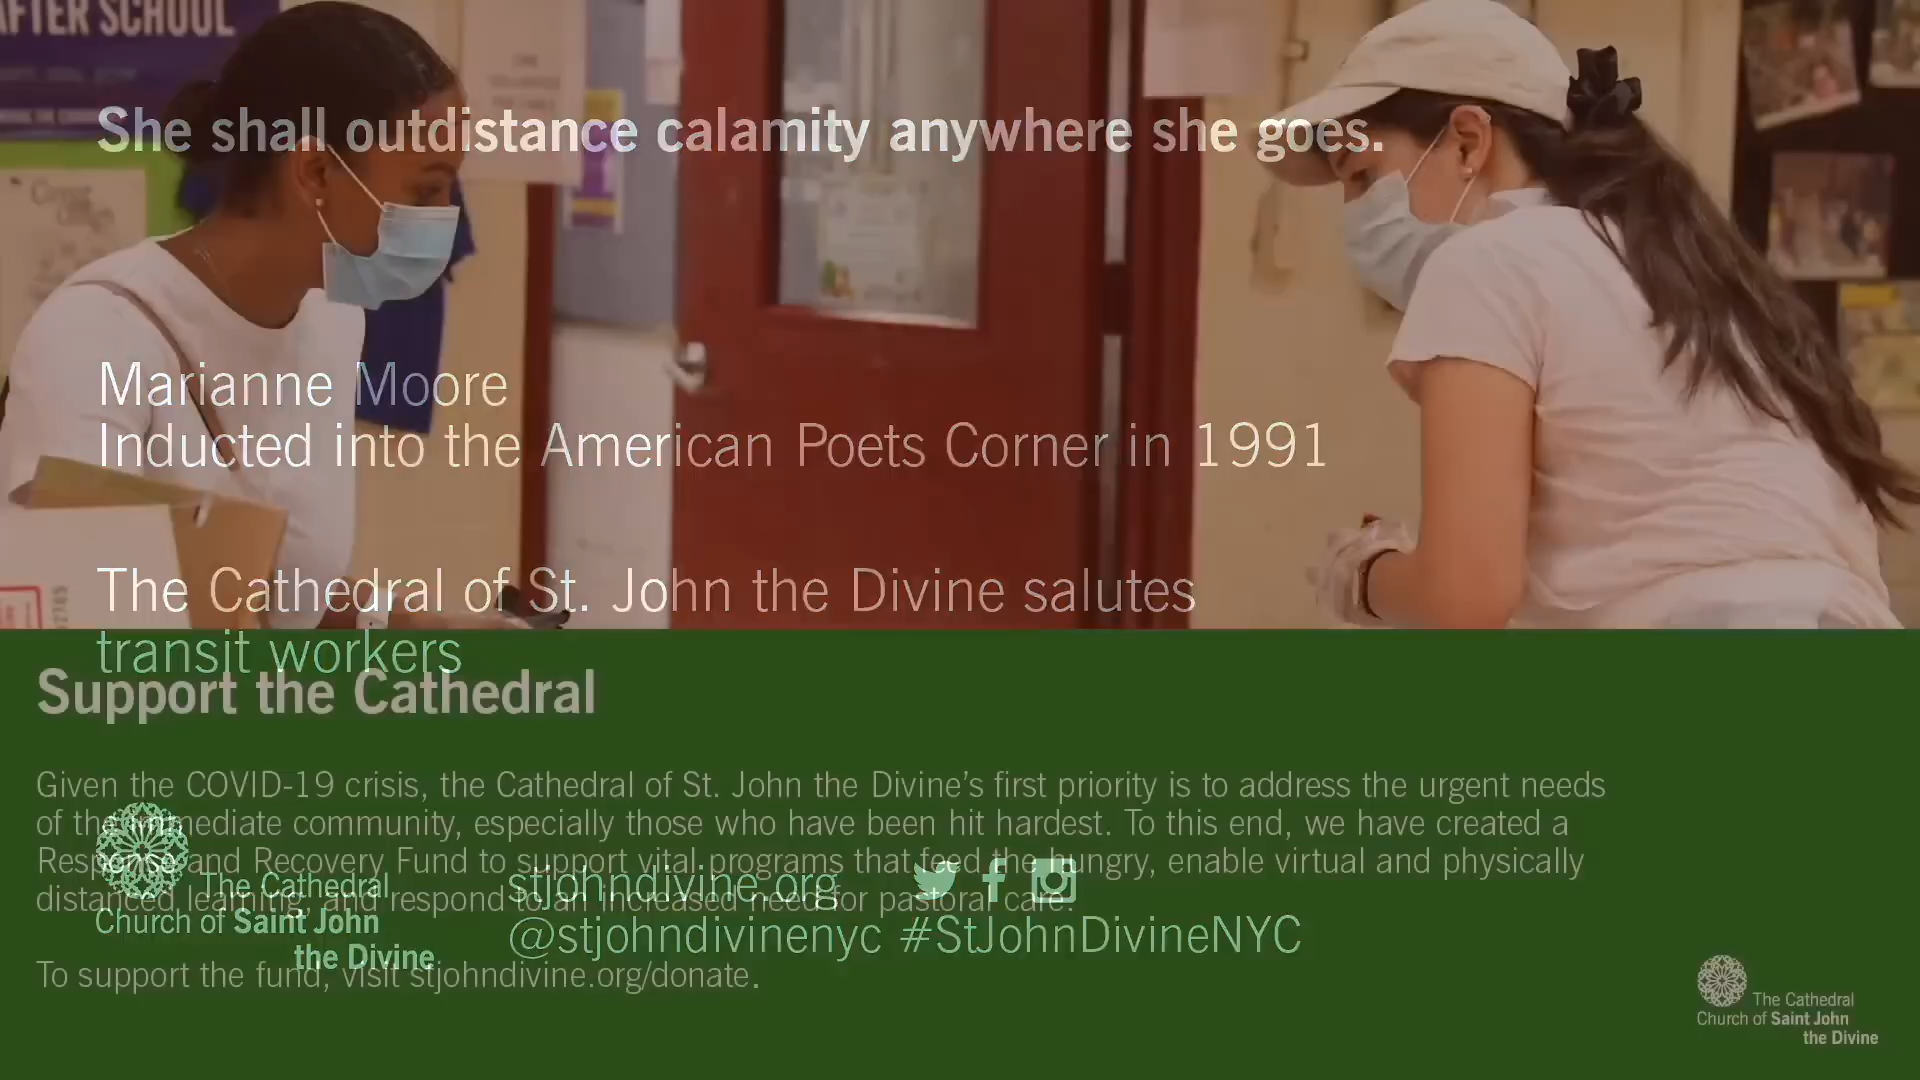 AFTER SCHOOL
She shall outdistance calamity anywhere she goes.
Marianne Moore
Inducted into the American Poets Corner in 1991
The Cathedral of St. John the Divine salutes
transit workers
Support the Cathedral
Given the COVID-19 crisis, the Cathedral of St. John the Divine’s first priority is to address the urgent needs
of the immediate community, especially those who have been hit hardest. To this end, we have created a
Response and Recovery Fund to support vital programs that feed the hungry, enable virtual and physically
distanced learning, and respond to an increased need for pastoral care.
To support the fund, visit stjohndivine.org/donate.
The Cathedral
Church of Saint John
the Divine
stjohndivine.org
@stjohndivinenyc #StJohnDivineNYC
The Cathedral
Church of Saint John
the Divine